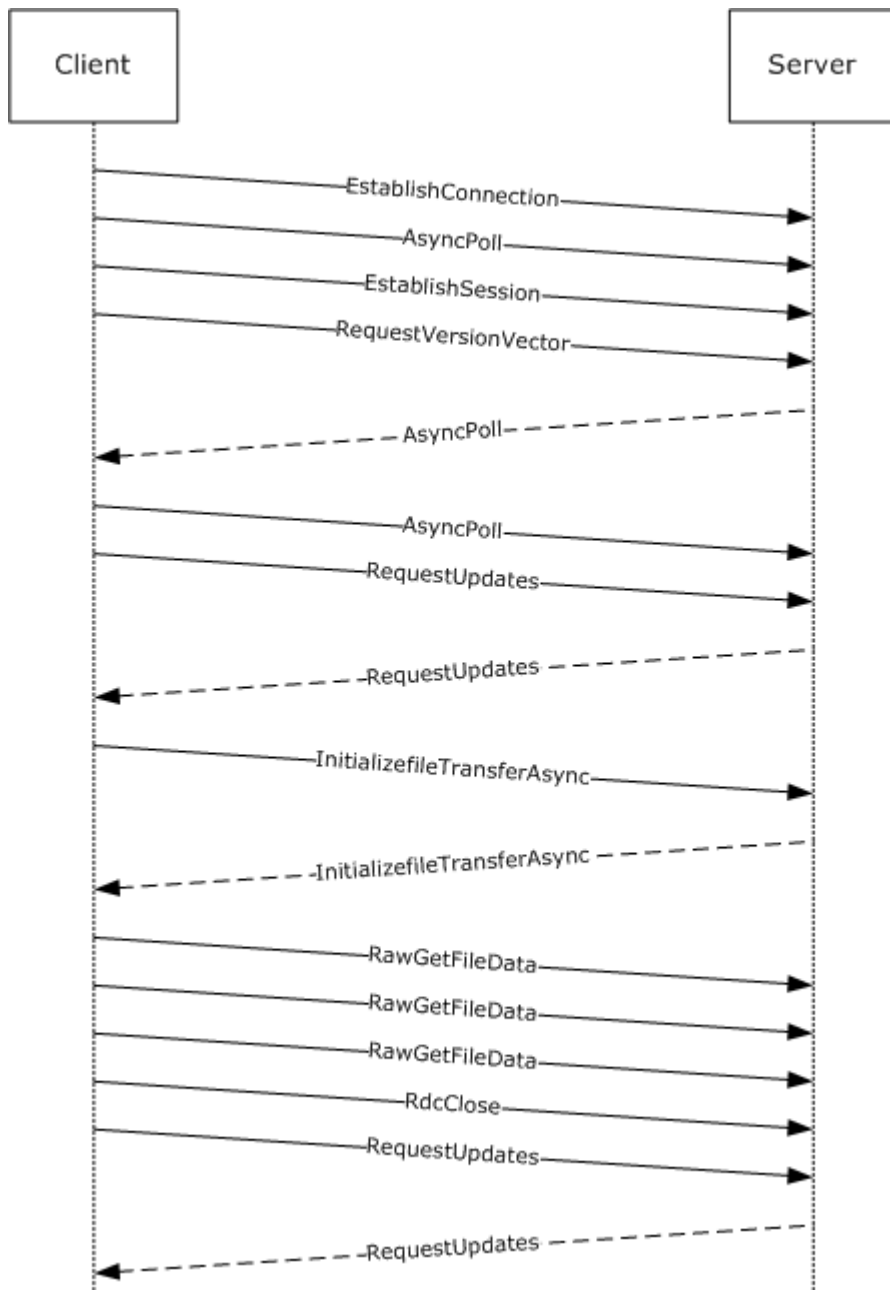 Client
Server
EstablishConnection
AsyncPoll
EstablishSession
RequestVersionVector
AsyncPoll
AsyncPoll
RequestUpdates
RequestUpdates
InitializefileTransferAsync
InitializefileTransferAsync
RawGetFileData
RawGetFileData
RawGetFileData
RdcClose
RequestUpdates
RequestUpdates